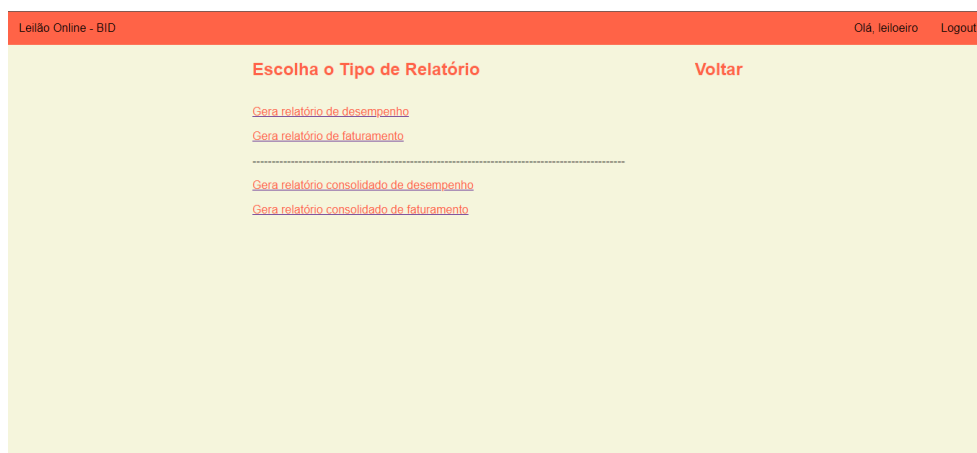 Leilão Online - BID Olá, leiloeiro Logout
Escolha o Tipo de Relatório Voltar
Gera relatório de desempenho
Gera relatório de faturamento
---------------------------------------------------------------------------------------------
Gera relatório consolidado de desempenho
Gera relatório consolidado de faturamento